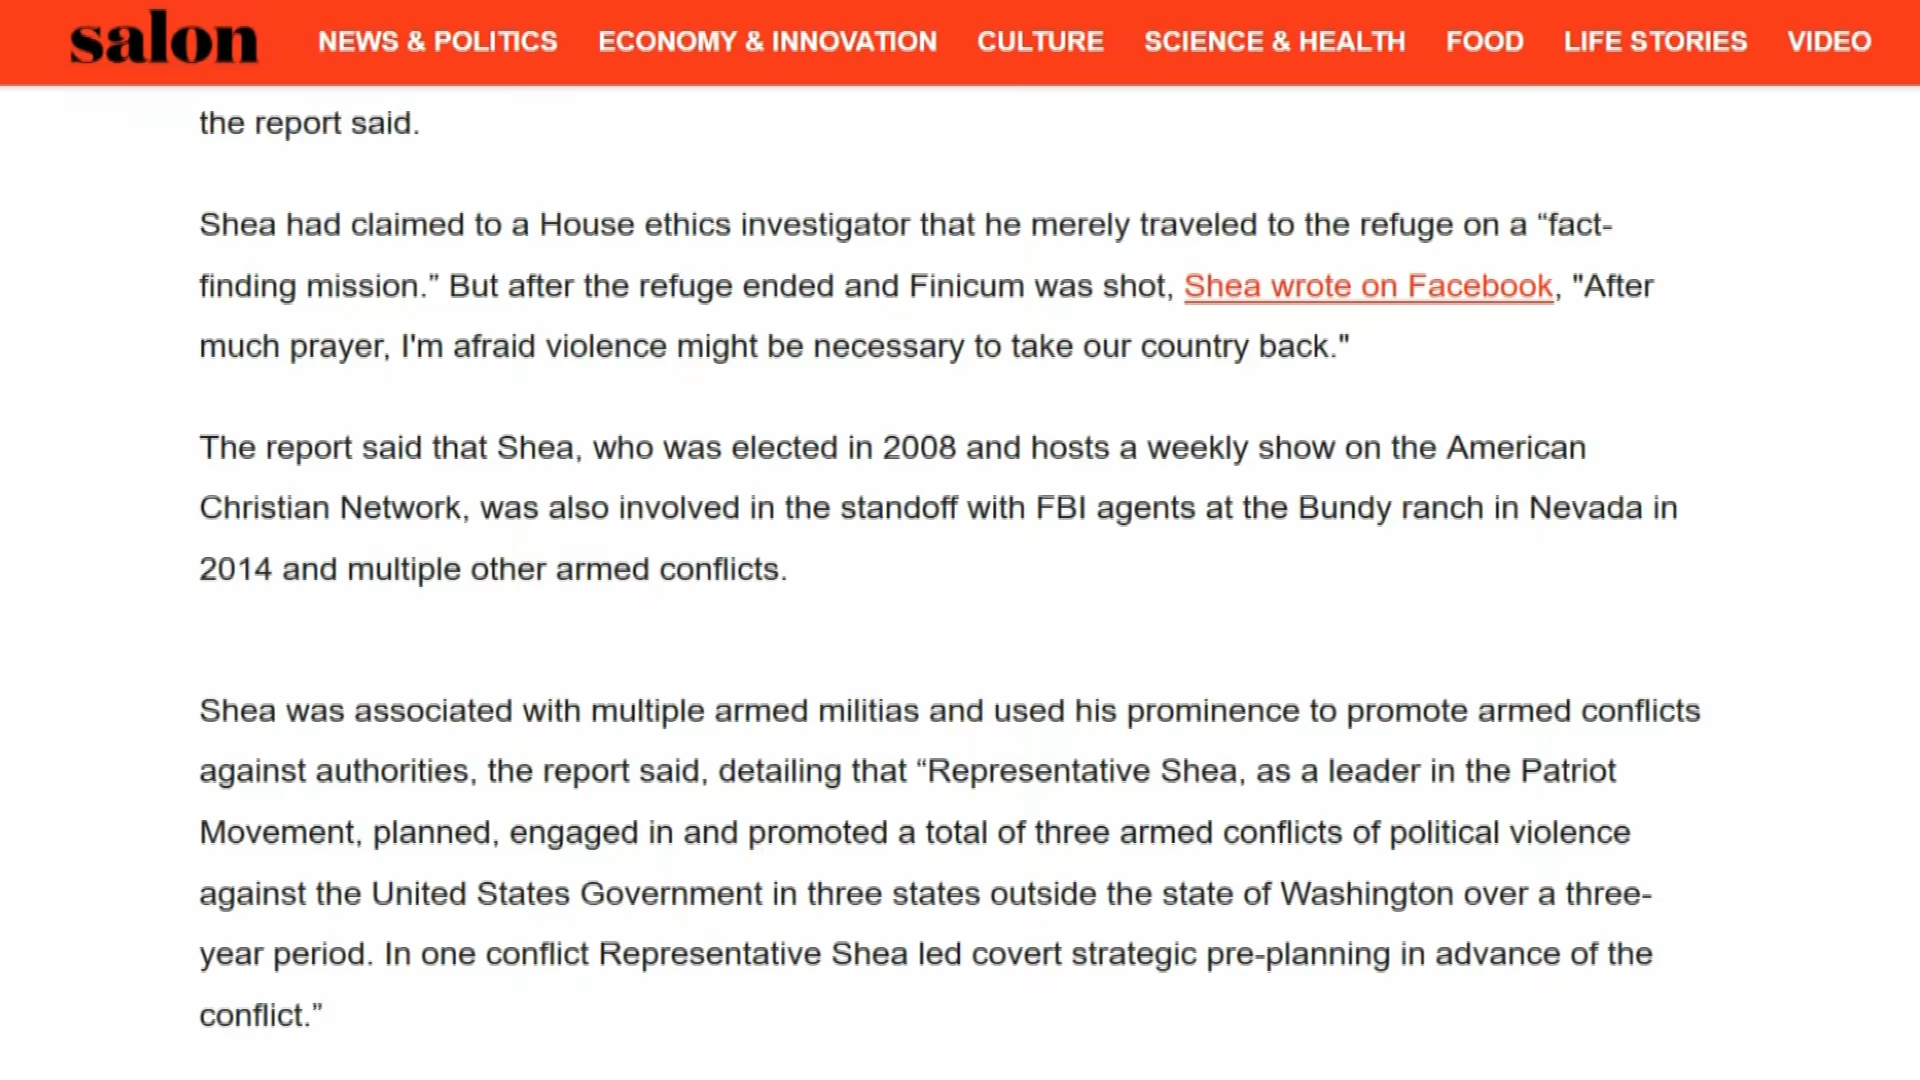 salon NEWS & POLITICS ECONOMY & INNOVATION CULTURE SCIENCE & HEALTH FOOD LIFE STORIES VIDEO
the report said.
Shea had claimed to a House ethics investigator that he merely traveled to the refuge on a “fact-
finding mission.” But after the refuge ended and Finicum was shot, Shea wrote on Facebook, "After
much prayer, I'm afraid violence might be necessary to take our country back."
The report said that Shea, who was elected in 2008 and hosts a weekly show on the American
Christian Network, was also involved in the standoff with FBI agents at the Bundy ranch in Nevada in
2014 and multiple other armed conflicts.
Shea was associated with multiple armed militias and used his prominence to promote armed conflicts
against authorities, the report said, detailing that “Representative Shea, as a leader in the Patriot
Movement, planned, engaged in and promoted a total of three armed conflicts of political violence
against the United States Government in three states outside the state of Washington over a three-
year period. In one conflict Representative Shea led covert strategic pre-planning in advance of the
conflict.”